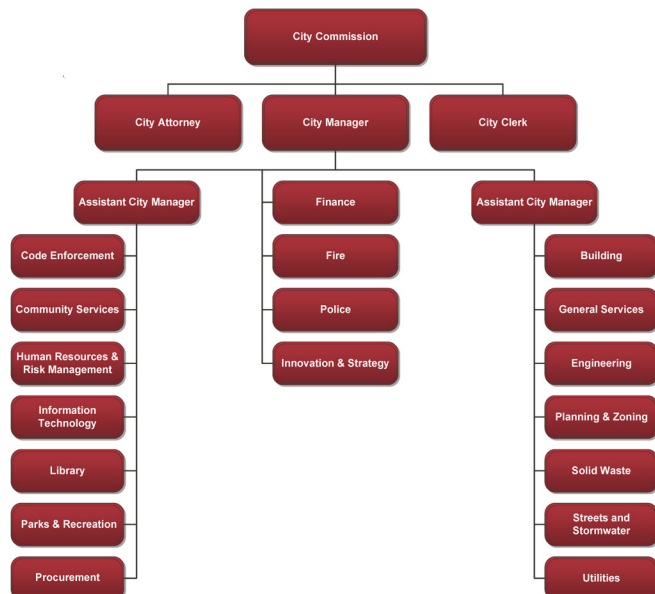 City Commission
City Attorney
City Manager
City Clerk
Assistant City Manager
Finance
Assistant City Manager
Code Enforcement
Fire
Building
Community Services
Police
General Services
Human Resources &
Risk Management
Innovation & Strategy
Engineering
Information
Technology
Planning & Zoning
Library
Solid Waste
Parks & Recreation
Streets and
Stormwater
Procurement
Utilities